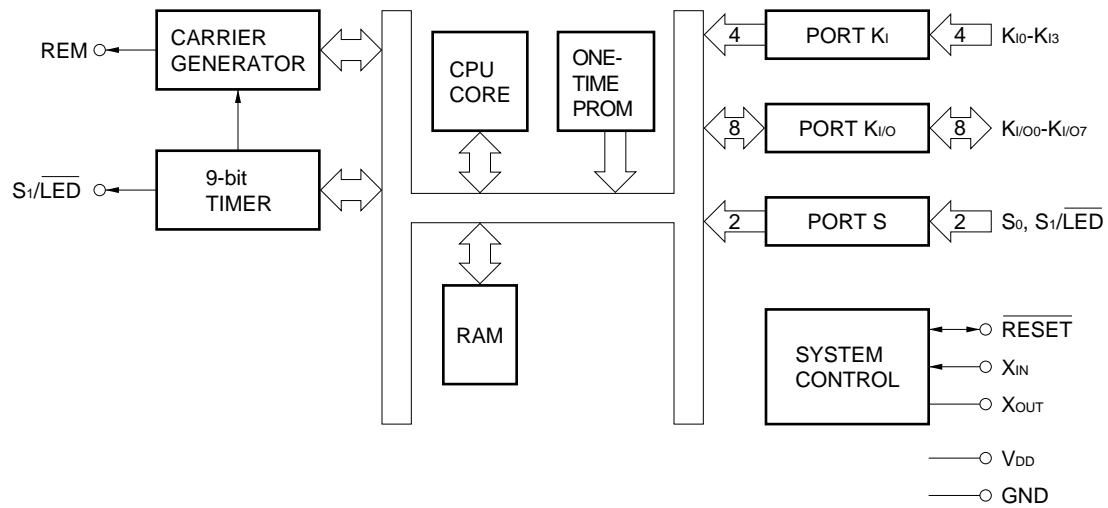 REM
CARRIER
GENERATOR
S1/LED
9-bit
TIMER
CPU
CORE
ONE-
TIME
PROM
RAM
4
PORT KI
4
KI0-KI3
8
PORT KI/O
8
KI/O0-KI/O7
2
PORT S
2
S0, S1/LED
SYSTEM
CONTROL
RESET
XIN
XOUT
VDD
GND